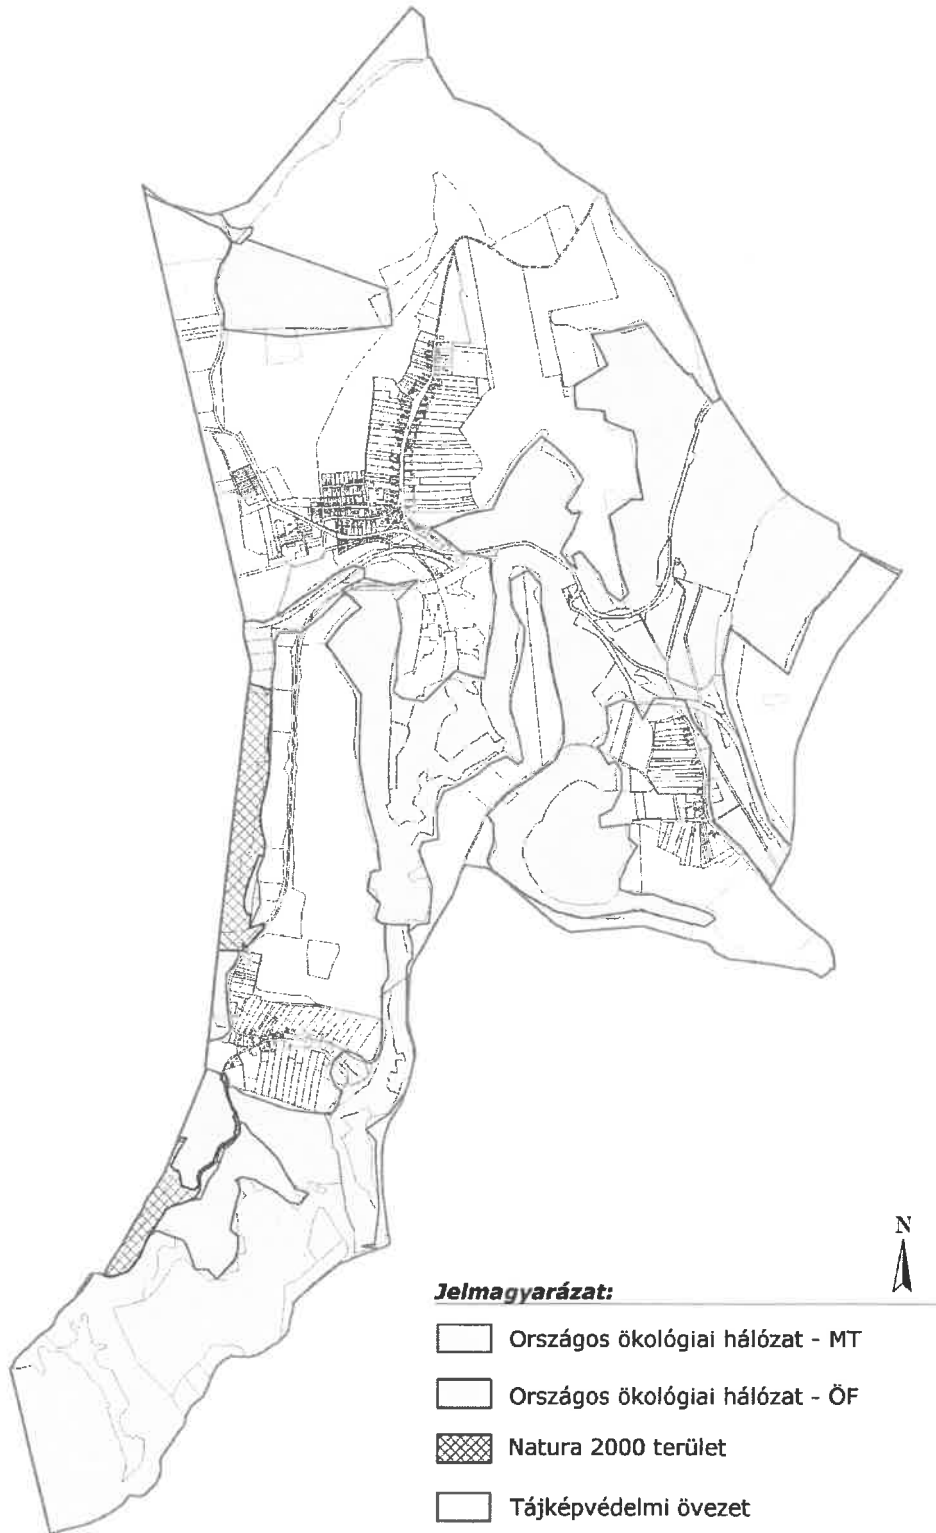 N
Jelmagyarázat:
Országos ökológiai hálózat - MT
Országos ökológiai hálózat - ÖF
Natura 2000 terület
Tájképvédelmi övezet